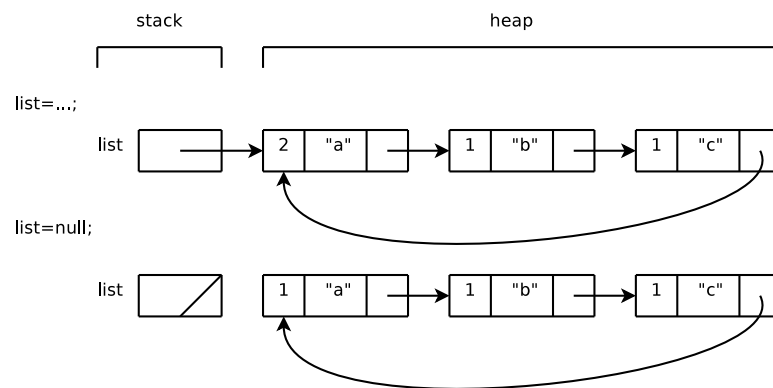 stack heap
list=...;
list 2 "a" 1 "b" 1 "c"
list=null;
list 1 "a" 1 "b" 1 "c"